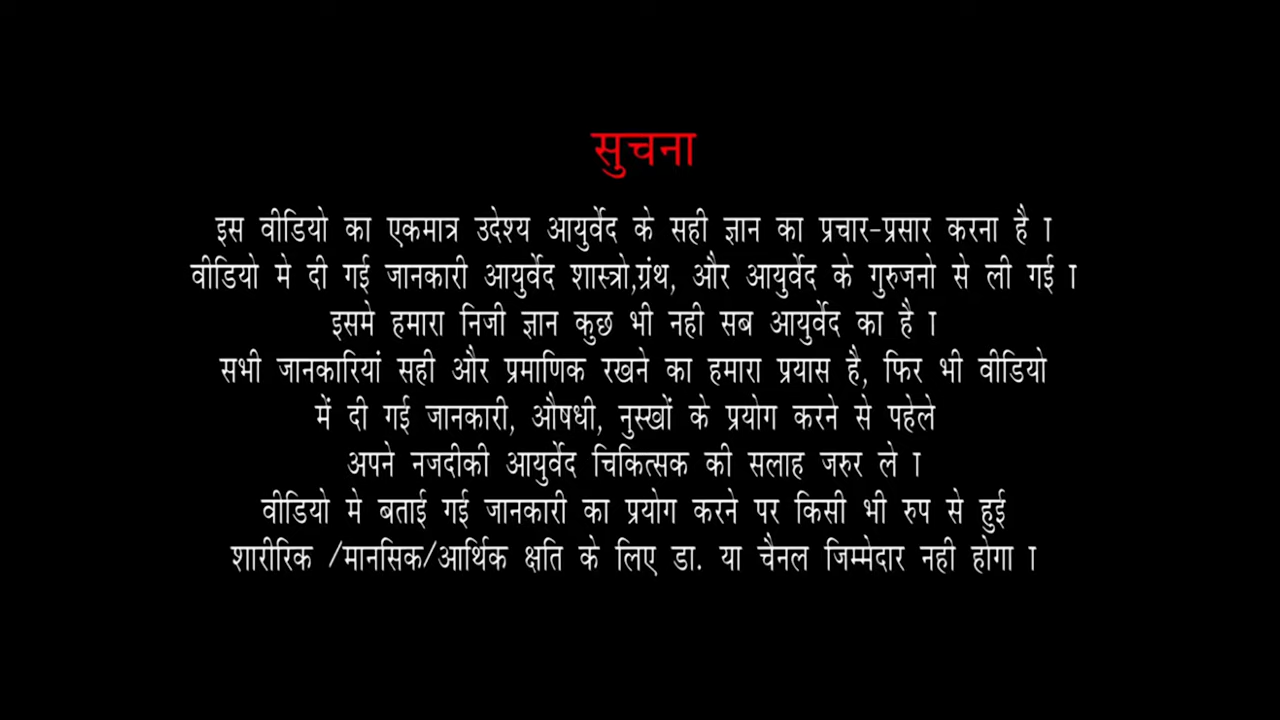 सुचना
इस वीडियो का एकमात्र उदेश्य आयुर्वेद के सही ज्ञान का प्रचार-प्रसार करना है ।
वीडियो मे दी गई जानकारी आयुर्वेद शास्त्रो,ग्रंथ, और आयुर्वेद के गुरुजनो से ली गई ।
इसमे हमारा निजी ज्ञान कुछ भी नही सब आयुर्वेद का है ।
सभी जानकारियां सही और प्रमाणिक रखने का हमारा प्रयास है, फिर भी वीडियो
में दी गई जानकारी, औषधी, नुस्खों के प्रयोग करने से पहेले
अपने नजदीकी आयुर्वेद चिकित्सक की सलाह जरुर ले ।
वीडियो मे बताई गई जानकारी का प्रयोग करने पर किसी भी रुप से हुई
शारीरिक /मानसिक/आर्थिक क्षति के लिए डा. या चैनल जिम्मेदार नही होगा ।